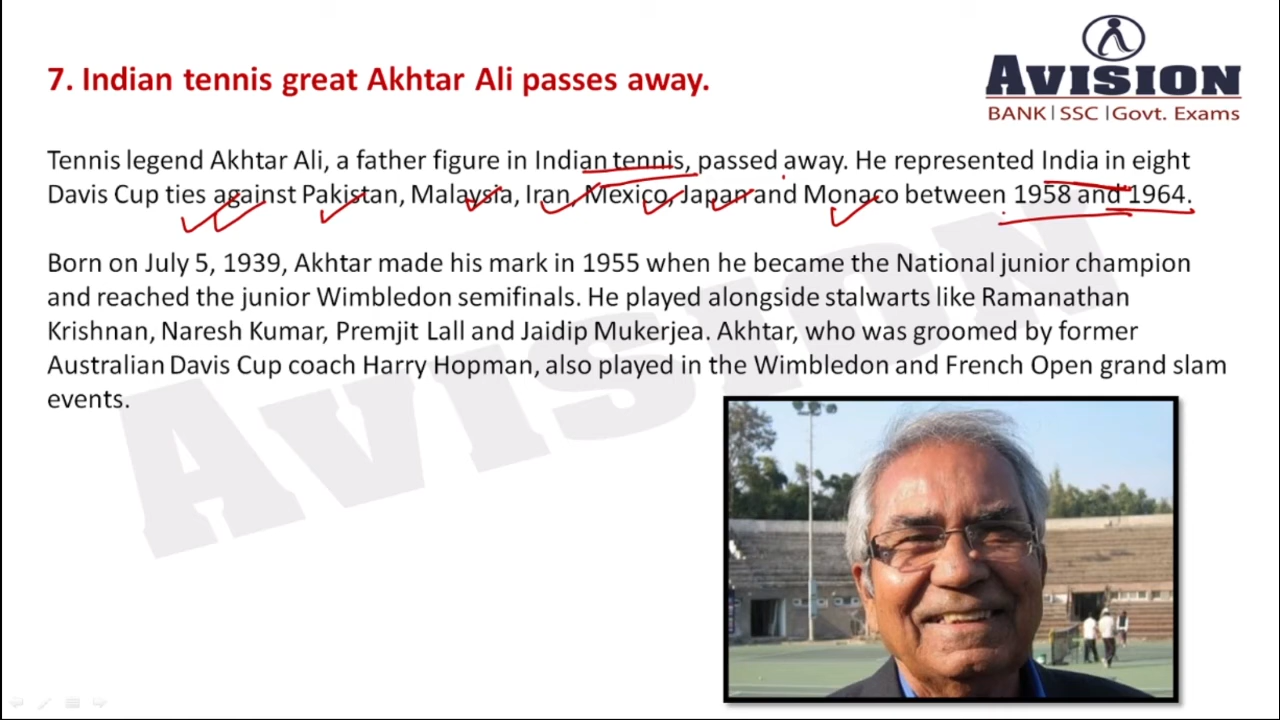 7. Indian tennis great Akhtar Ali passes away.
AVISION
BANK | SSC | Govt. Exams
Tennis legend Akhtar Ali, a father figure in Indian tennis, passed away. He represented India in eight
Davis Cup ties against Pakistan, Malaysia, Iran, Mexico, Japan and Monaco between 1958 and 1964.
Born on July 5, 1939, Akhtar made his mark in 1955 when he became the National junior champion
and reached the junior Wimbledon semifinals. He played alongside stalwarts like Ramanathan
Krishnan, Naresh Kumar, Premjit Lall and Jaidip Mukerjea. Akhtar, who was groomed by former
Australian Davis Cup coach Harry Hopman, also played in the Wimbledon and French Open grand slam
events.
AVISION